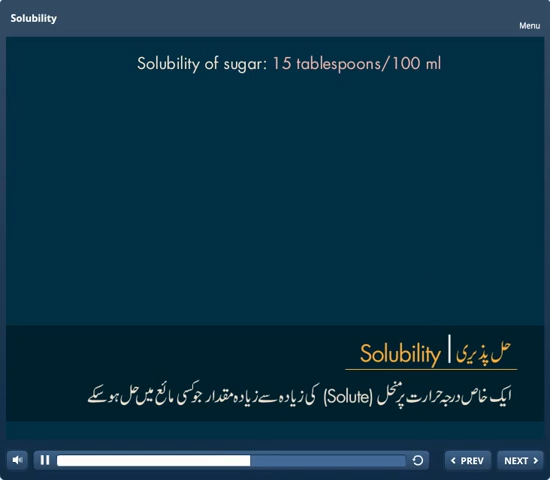 Solubility
Menu
Solubility of sugar: 15 tablespoons/100 ml
حل پذیری | Solubility
ایک خاص درجہ حرارت پر منحل (Solute) کی زیادہ سے زیادہ مقدار جو کسی مائع میں حل ہو سکے
PREV
NEXT